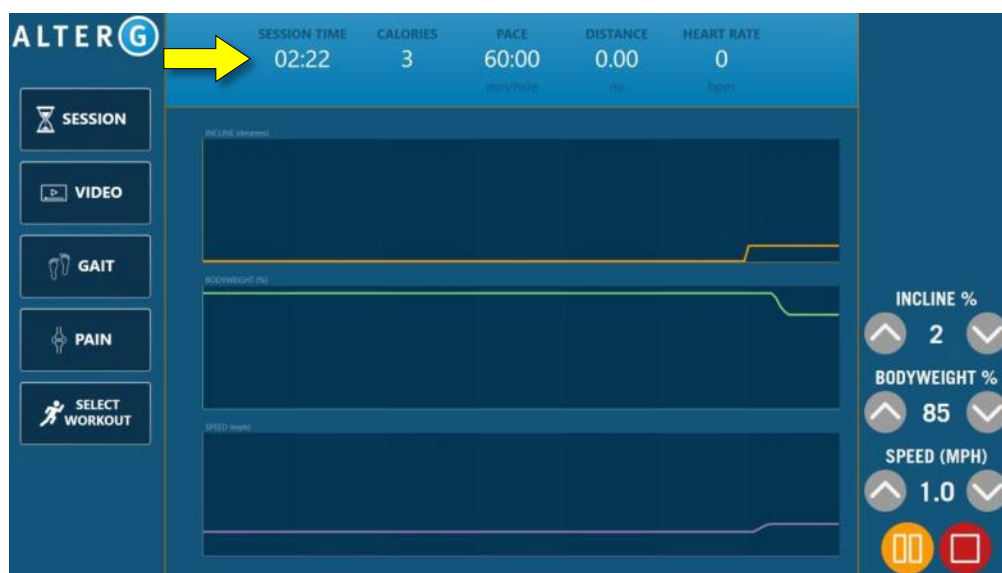 ALTERG
SESSION TIME CALORIES PACE DISTANCE HEART RATE
02:22 3 60:00 0.00 0
min/mile mi bpm
SESSION
VIDEO
GAIT
PAIN
SELECT
WORKOUT
INCLINE (degrees)
BODYWEIGHT (%)
SPEED (mph)
INCLINE %
2
BODYWEIGHT %
85
SPEED (MPH)
1.0